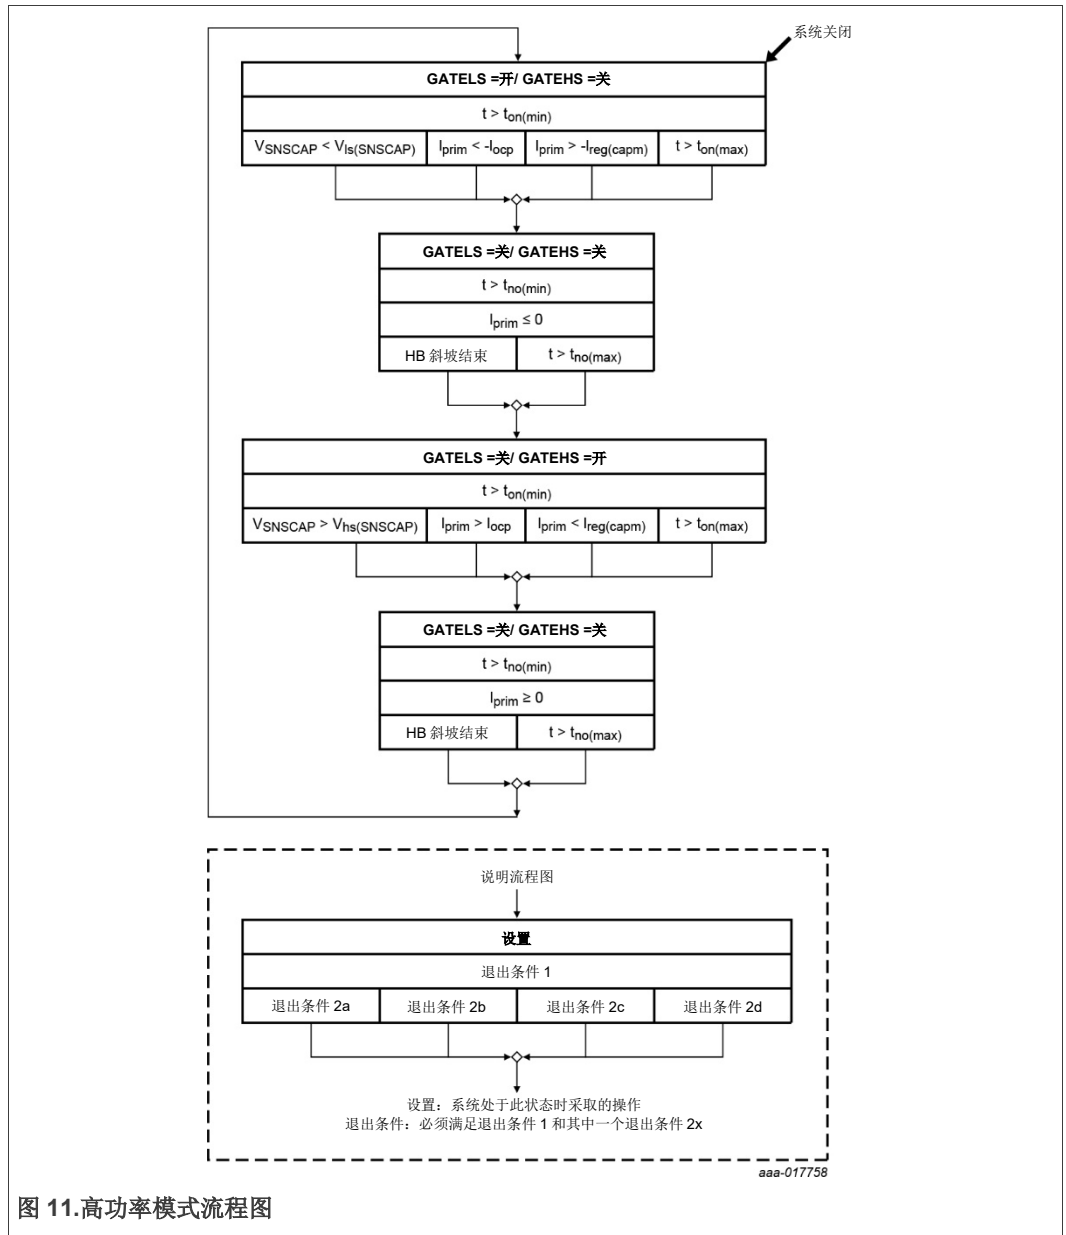 系统关闭
GATELS =开/ GATEHS =关
t > ton(min)
VSNSCAP < Vls(SNSCAP) Iprim < -Iocp Iprim > -Ireg(capm) t > ton(max)
GATELS =关/ GATEHS =关
t > tno(min)
Iprim ≤ 0
HB 斜坡结束 t > tno(max)
GATELS =关/ GATEHS =开
t > ton(min)
VSNSCAP > Vhs(SNSCAP) Iprim > Iocp Iprim < Ireg(capm) t > ton(max)
GATELS =关/ GATEHS =关
t > tno(min)
Iprim ≥ 0
HB 斜坡结束 t > tno(max)
说明流程图
设置
退出条件 1
退出条件 2a 退出条件 2b 退出条件 2c 退出条件 2d
设置：系统处于此状态时采取的操作
退出条件：必须满足退出条件 1 和其中一个退出条件 2x
aaa-017758
图 11.高功率模式流程图